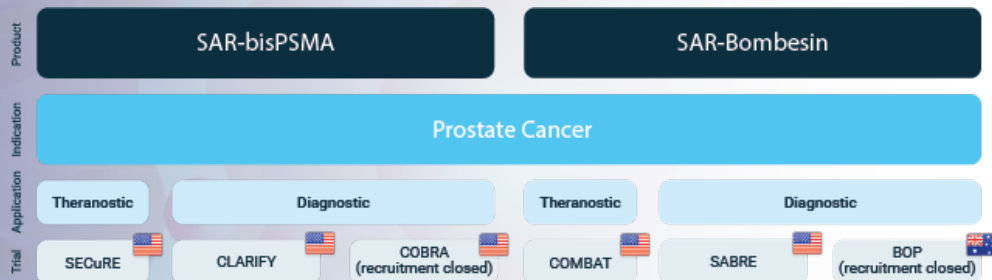 Product
SAR-bisPSMA
SAR-Bombesin
Indication
Prostate Cancer
Application
Theranostic
Diagnostic
Theranostic
Diagnostic
Trial
SECuRE
CLARIFY
COBRA
(recruitment closed)
COMBAT
SABRE
BOP
(recruitment closed)